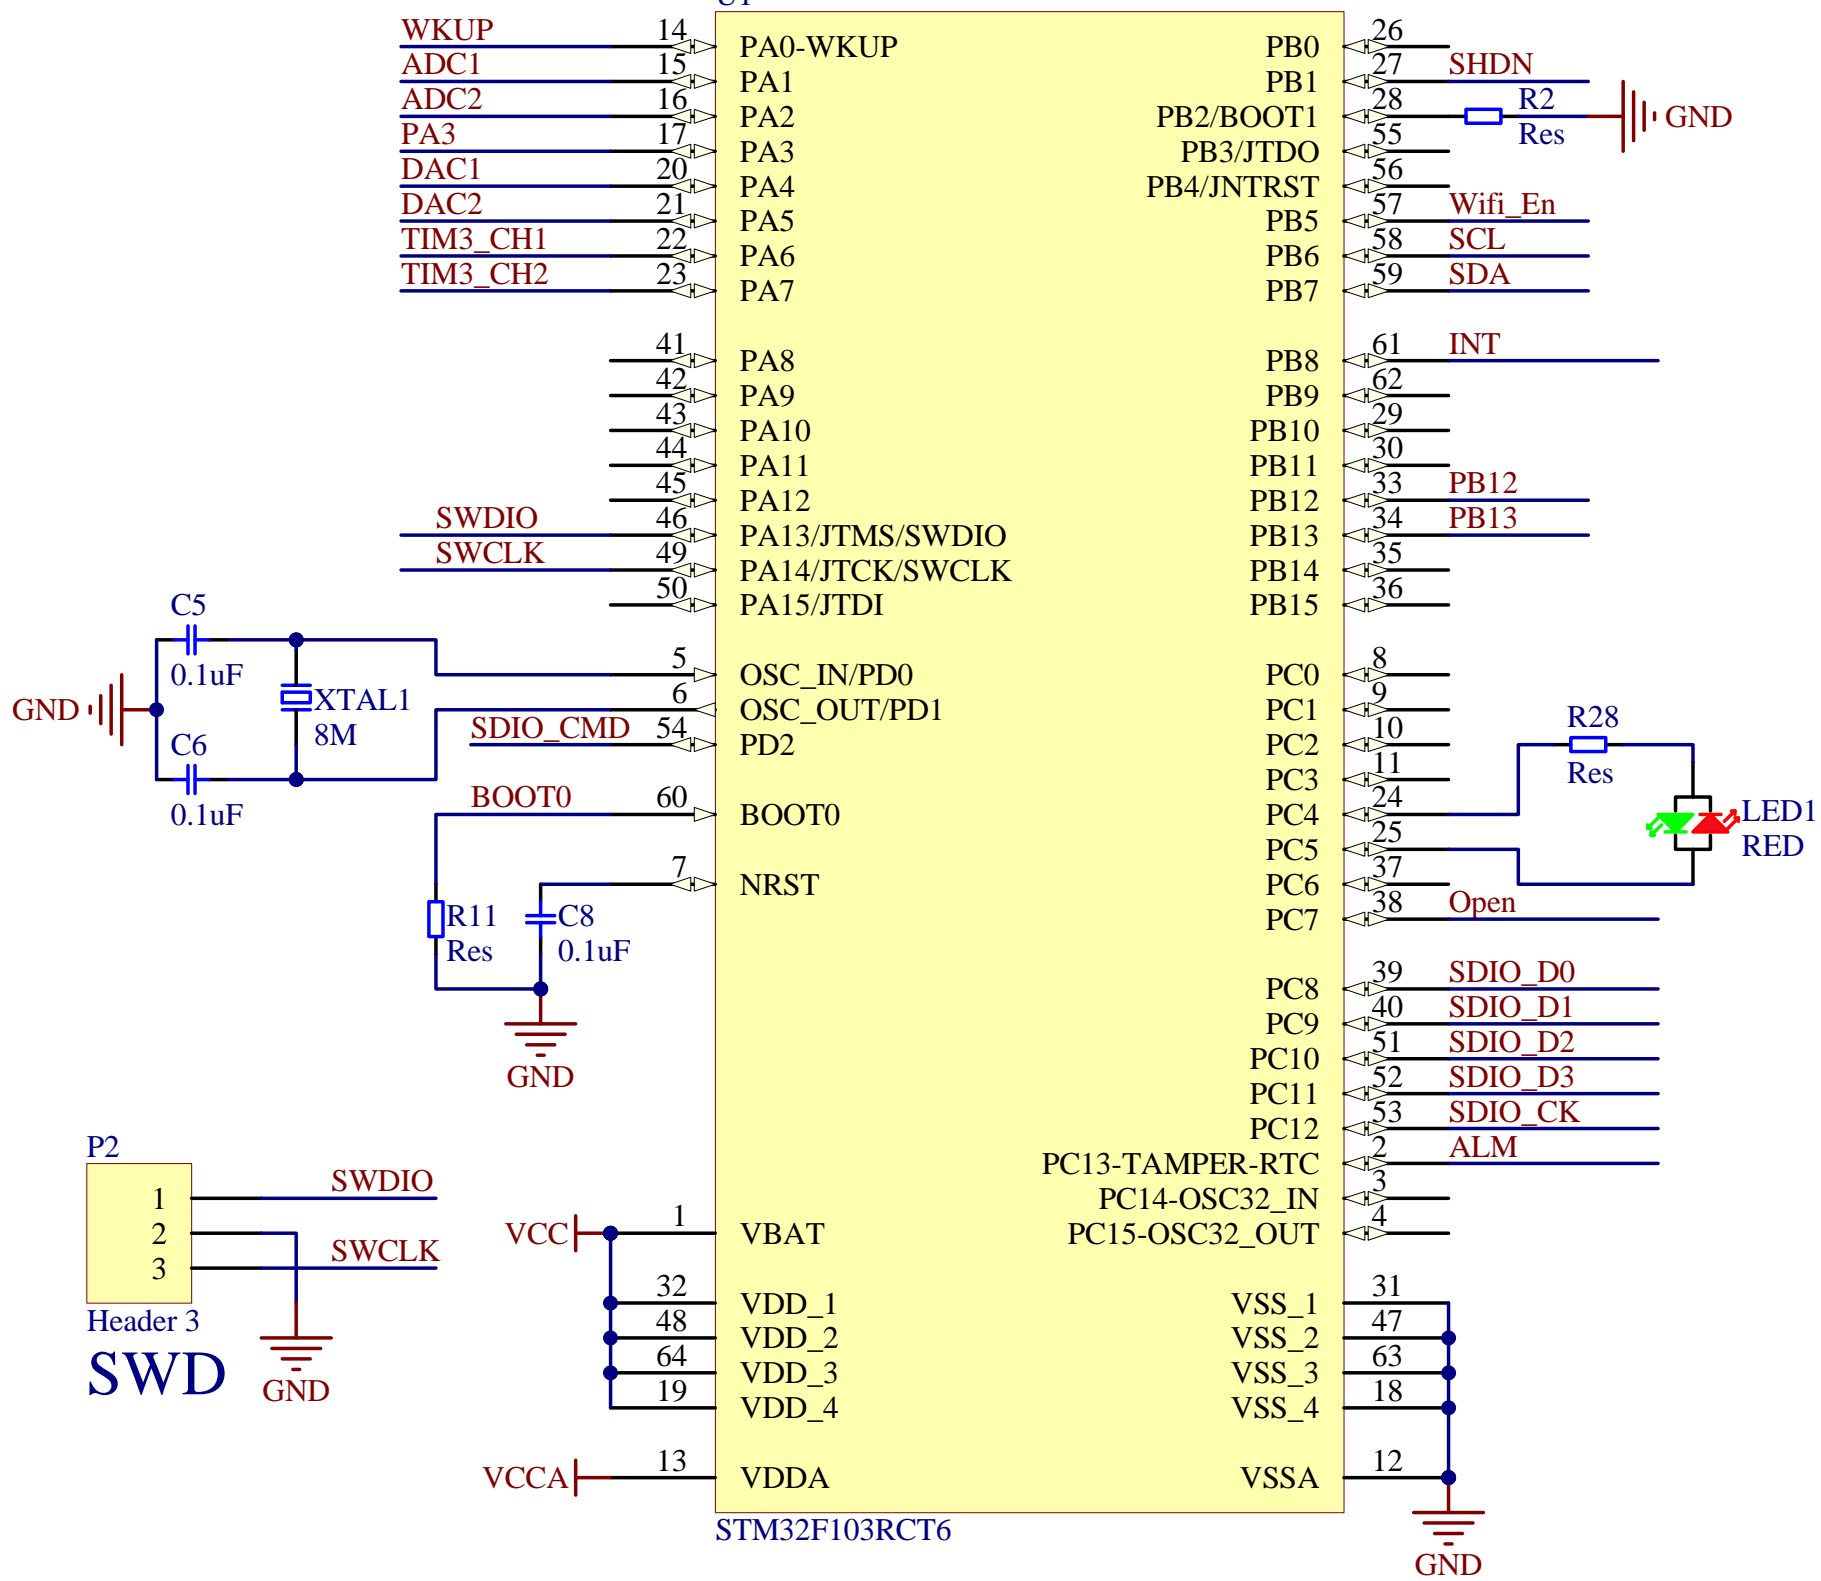 WKUP 14 PA0-WKUP
ADC1 15 PA1
ADC2 16 PA2
PA3 17 PA3
DAC1 20 PA4
DAC2 21 PA5
TIM3_CH1 22 PA6
TIM3_CH2 23 PA7
41 PA8
42 PA9
43 PA10
44 PA11
45 PA12
SWDIO 46 PA13/JTMS/SWDIO
SWCLK 49 PA14/JTCK/SWCLK
50 PA15/JTDI
C5
0.1uF
GND
XTAL1
8M
C6
0.1uF
5 OSC_IN/PD0
6 OSC_OUT/PD1
SDIO_CMD 54 PD2
BOOT0 60 BOOT0
7 NRST
R11
Res
C8
0.1uF
GND
P2
1 SWDIO
2
3 SWCLK
Header 3
SWD
GND
VCC 1 VBAT
32 VDD_1
48 VDD_2
64 VDD_3
19 VDD_4
VCCA 13 VDDA
STM32F103RCT6
PB0 26
PB1 27 SHDN
PB2/BOOT1 28
R2
Res
GND
PB3/JTDO 55
PB4/JNTRST 56
PB5 57 Wifi_En
PB6 58 SCL
PB7 59 SDA
PB8 61 INT
PB9 62
PB10 29
PB11 30
PB12 33 PB12
PB13 34 PB13
PB14 35
PB15 36
PC0 8
PC1 9
PC2 10
PC3 11
PC4 24
PC5 25
PC6 37
PC7 38 Open
R28
Res
LED1
RED
PC8 39 SDIO_D0
PC9 40 SDIO_D1
PC10 51 SDIO_D2
PC11 52 SDIO_D3
PC12 53 SDIO_CK
PC13-TAMPER-RTC 2 ALM
PC14-OSC32_IN 3
PC15-OSC32_OUT 4
VSS_1 31
VSS_2 47
VSS_3 63
VSS_4 18
VSSA 12
GND